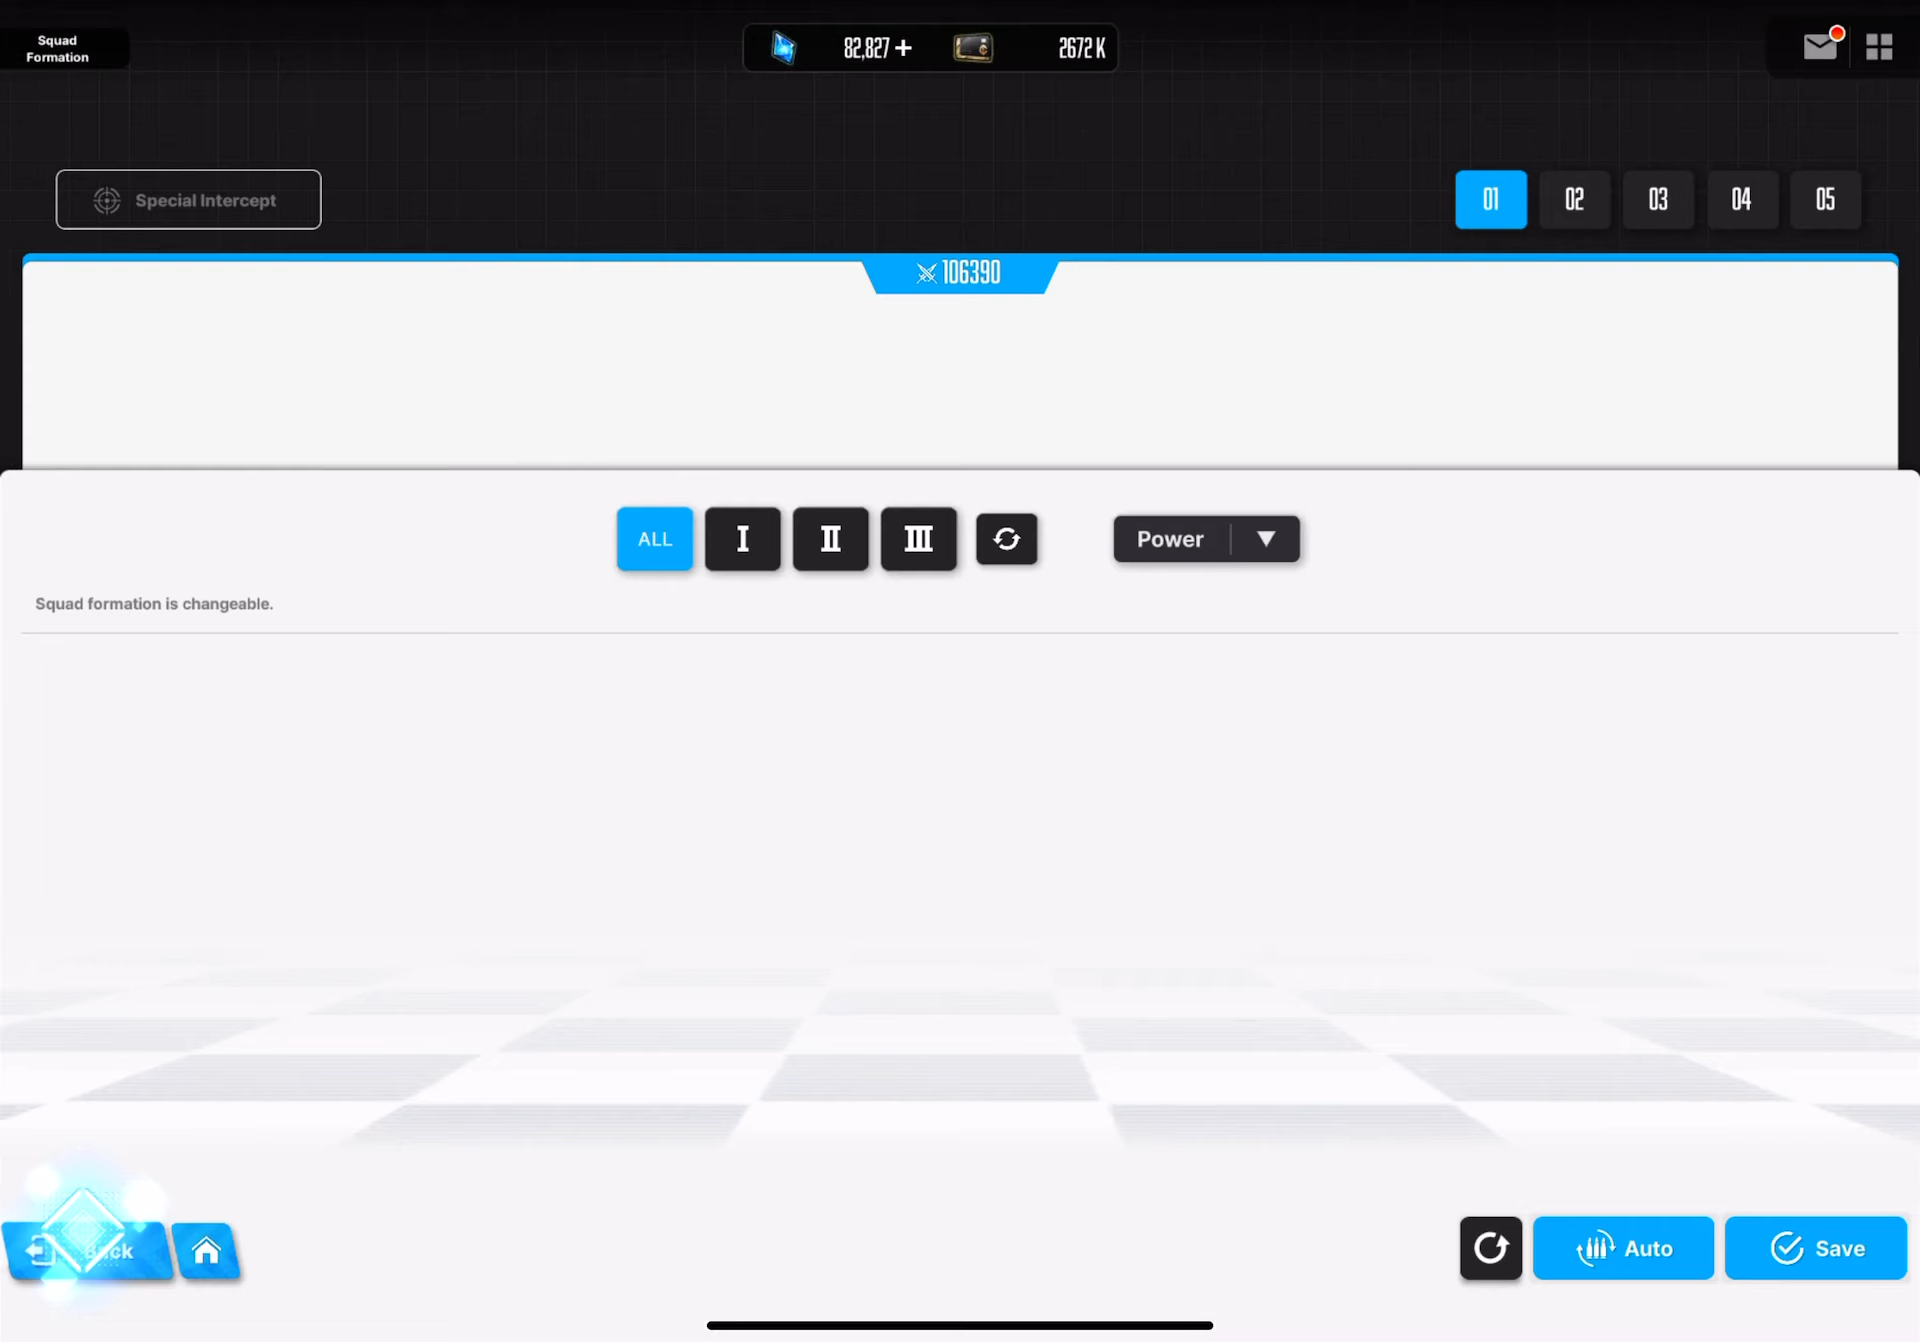 Squad
Formation
82,827 +
2672 K
Special Intercept
01
02
03
04
05
106390
ALL
I
II
III
Power
Squad formation is changeable.
Back
Auto
Save